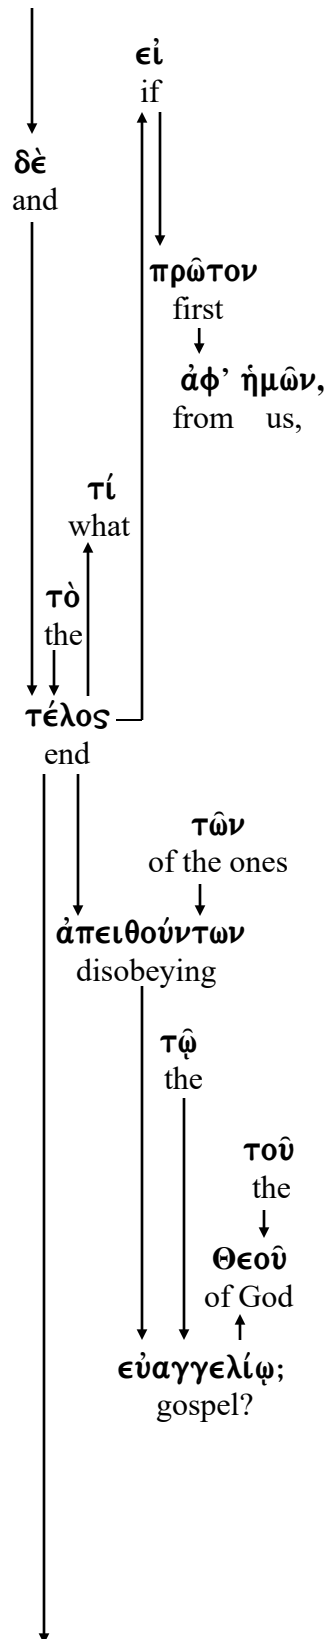 εἰ
if
δὲ
and
πρῶτον
first
ἀφ’ ἡμῶν,
from us,
τί
what
τὸ
the
τέλος
end
τῶν
of the ones
ἀπειθούντων
disobeying
τῷ
the
τοῦ
the
Θεοῦ
of God
εὐαγγελίῳ;
gospel?